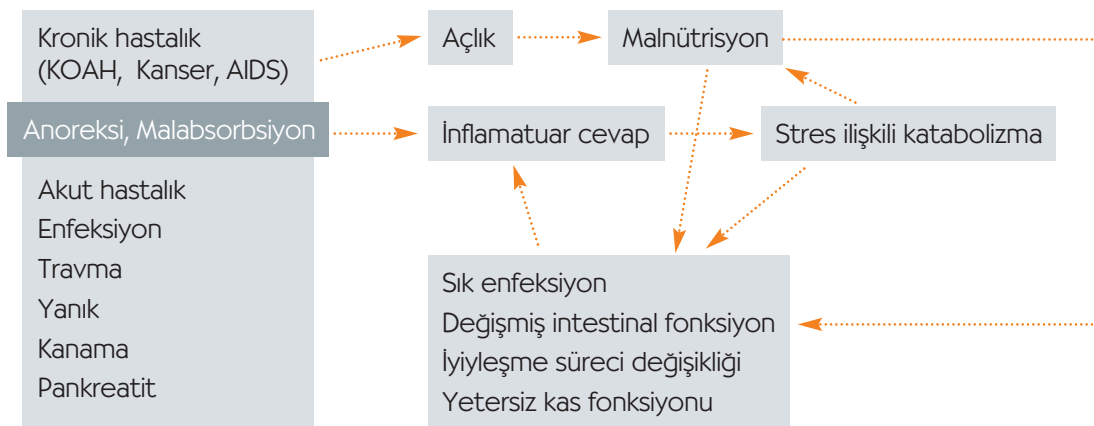 Kronik hastalık
(KOAH, Kanser, AIDS)
Anoreksi, Malabsorbsiyon
Akut hastalık
Enfeksiyon
Travma
Yanık
Kanama
Pankreatit
Açlık
Malnütrisyon
İnflamatuar cevap
Stres ilişkili katabolizma
Sık enfeksiyon
Değişmiş intestinal fonksiyon
İyiyleşme süreci değişikliği
Yetersiz kas fonksiyonu